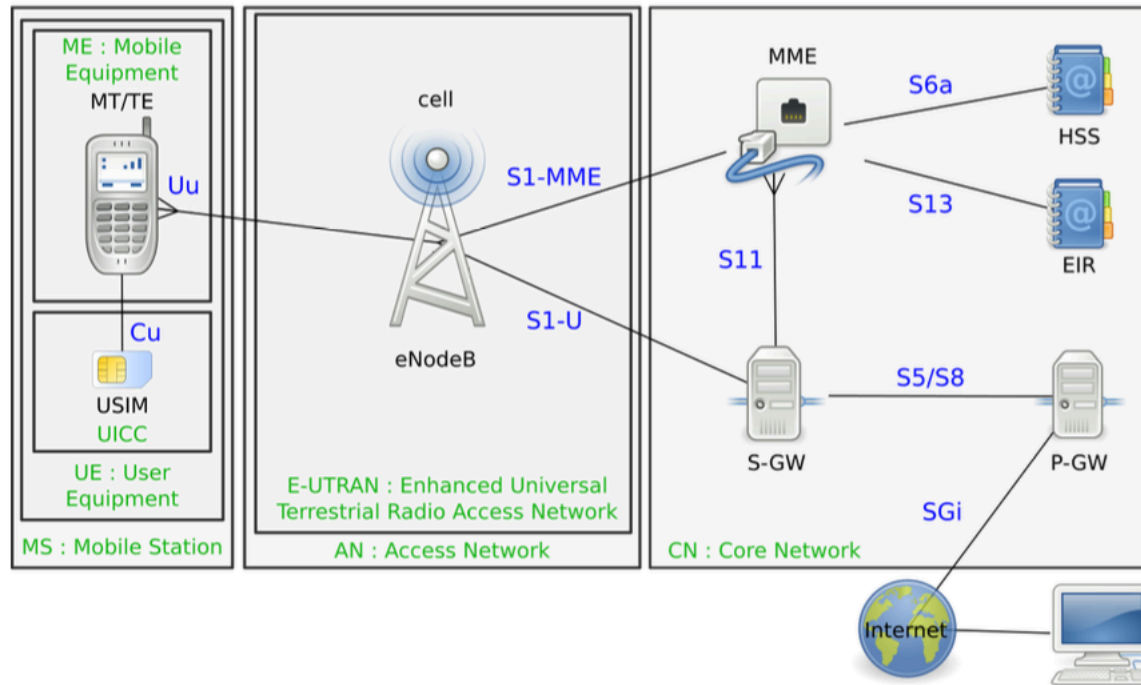 ME : Mobile
Equipment
MT/TE
Uu
Cu
USIM
UICC
UE : User
Equipment
MS : Mobile Station
cell
eNodeB
E-UTRAN : Enhanced Universal
Terrestrial Radio Access Network
AN : Access Network
S1-MME
S1-U
MME
S6a
HSS
S13
EIR
S11
S5/S8
S-GW
P-GW
SGi
CN : Core Network
Internet